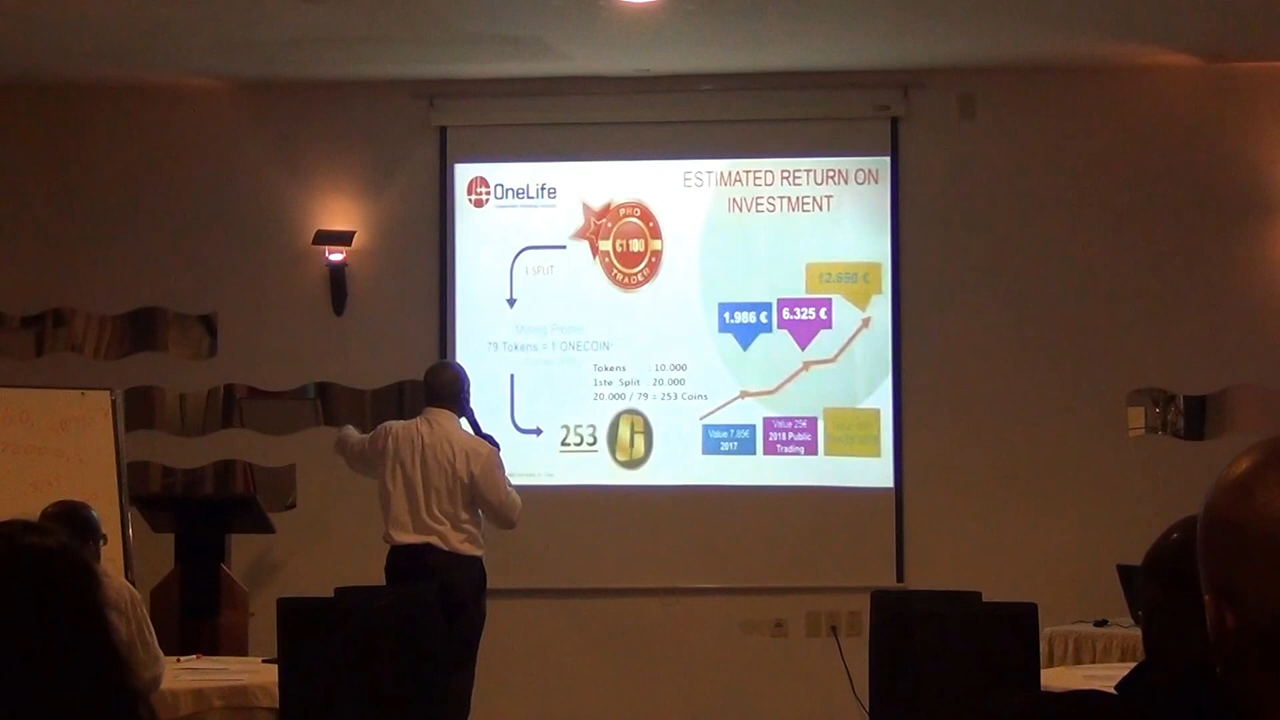 OneLife
ESTIMATED RETURN ON
INVESTMENT
PRO
€1100
TRADER
1 SPLIT
79 Tokens = 1 ONECOIN
Tokens : 10.000
1ste Split : 20.000
20.000 / 79 = 253 Coins
253
1.986 €
6.325 €
12.650 €
Value 7,85€
2017
Value 25€
2018 Public
Trading